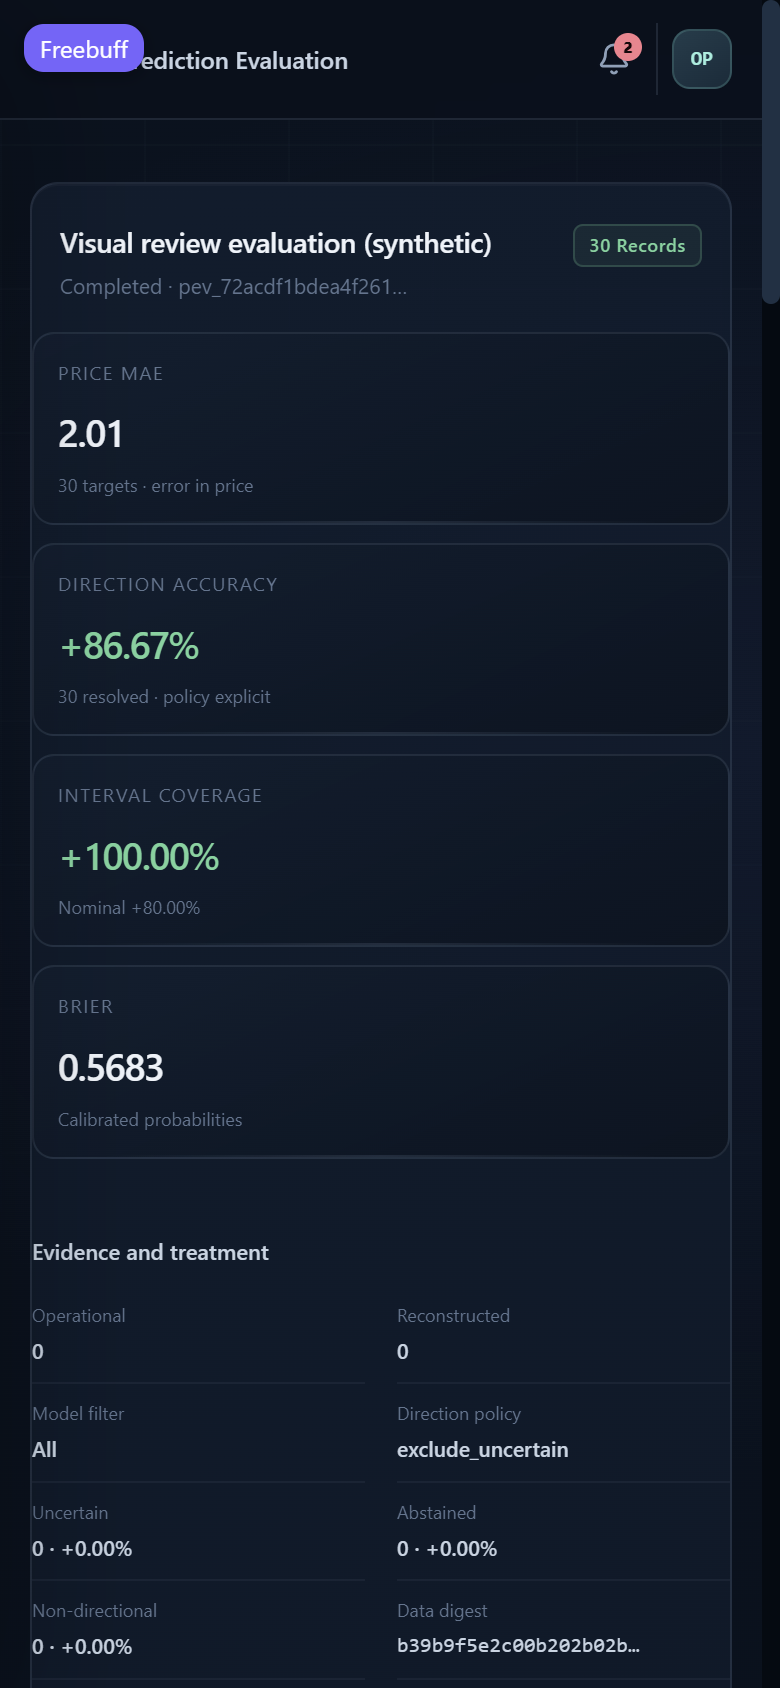 Freebuff
ediction Evaluation
2
OP
Visual review evaluation (synthetic)
30 Records
Completed · pev_72acdf1bdea4f261...
PRICE MAE
2.01
30 targets · error in price
DIRECTION ACCURACY
+86.67%
30 resolved · policy explicit
INTERVAL COVERAGE
+100.00%
Nominal +80.00%
BRIER
0.5683
Calibrated probabilities
Evidence and treatment
Operational
Reconstructed
0
0
Model filter
Direction policy
All
exclude_uncertain
Uncertain
Abstained
0 · +0.00%
0 · +0.00%
Non-directional
Data digest
0 · +0.00%
b39b9f5e2c00b202b02b…